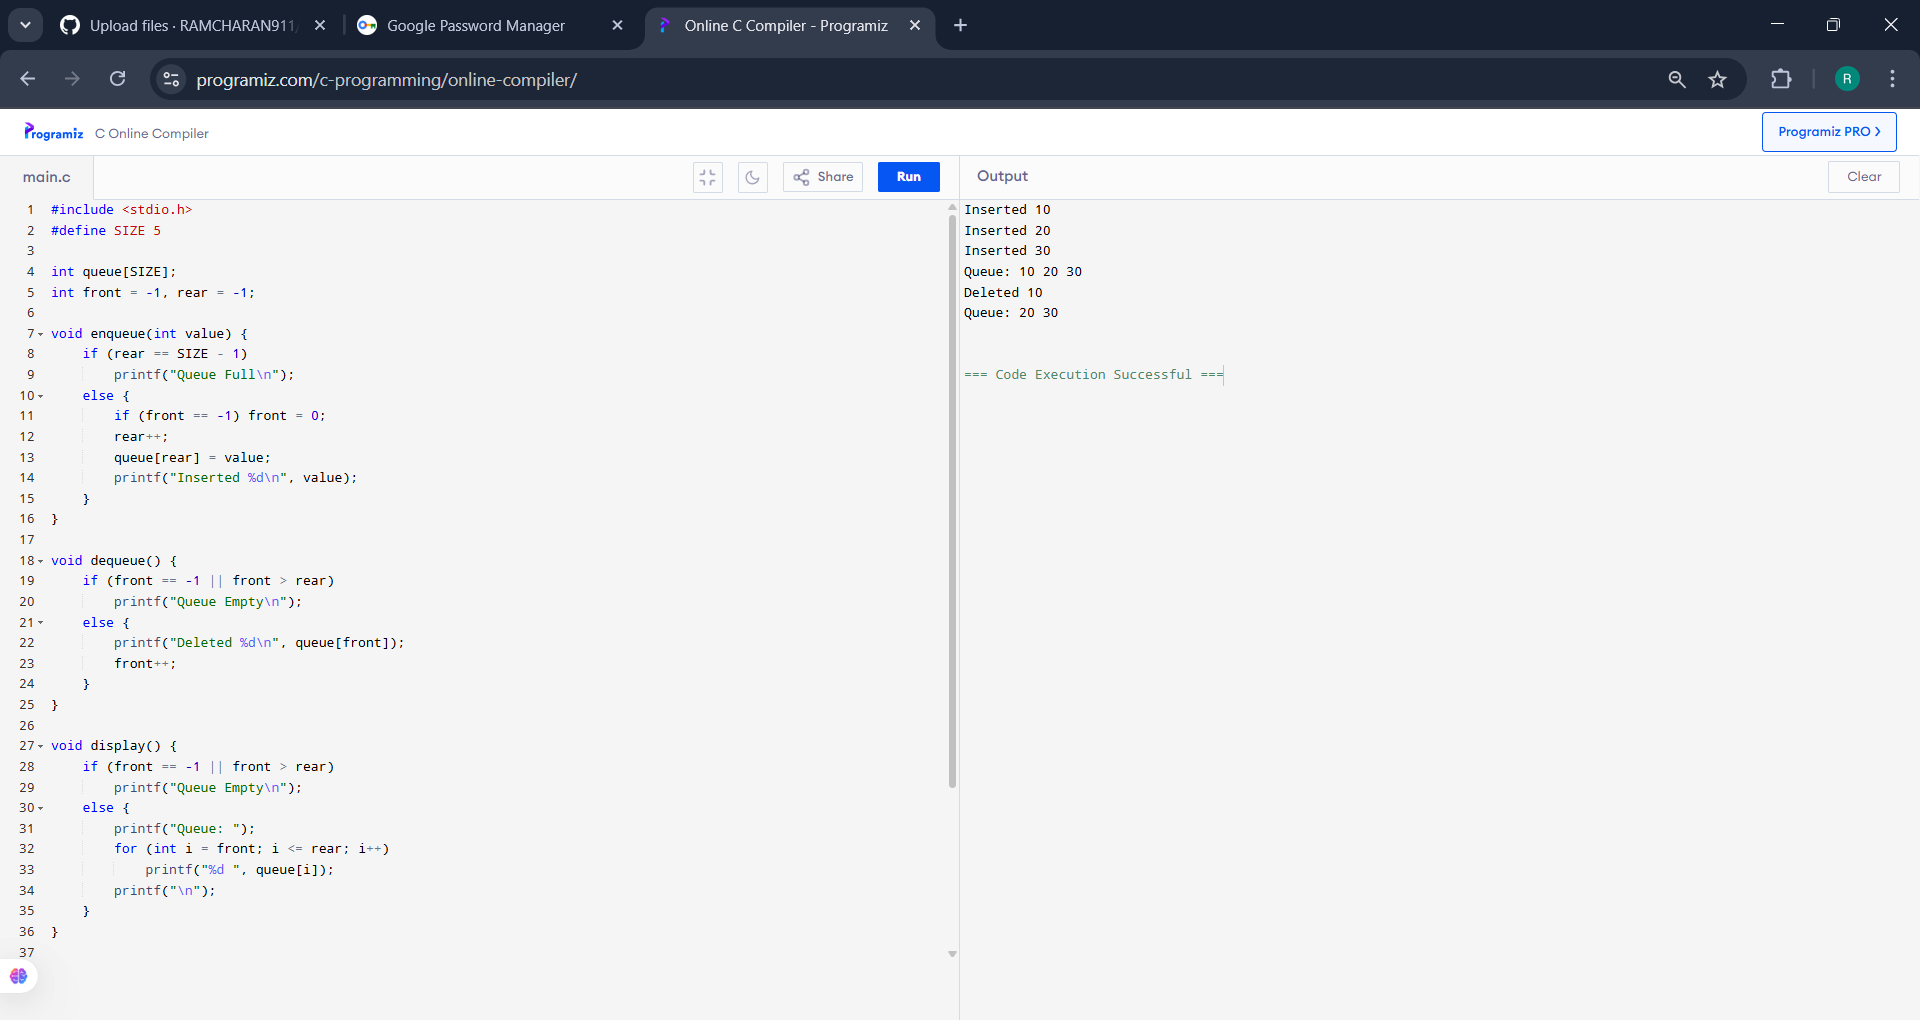 Upload files · RAMCHARAN911/
Google Password Manager
Online C Compiler - Programiz
programiz.com/c-programming/online-compiler/
R
Programiz C Online Compiler
Programiz PRO >
main.c
Share
Run
Output
Clear
1 #include <stdio.h>
2 #define SIZE 5
3
4 int queue[SIZE];
5 int front = -1, rear = -1;
6
7 void enqueue(int value) {
8     if (rear == SIZE - 1)
9         printf("Queue Full\n");
10     else {
11         if (front == -1) front = 0;
12         rear++;
13         queue[rear] = value;
14         printf("Inserted %d\n", value);
15     }
16 }
17
18 void dequeue() {
19     if (front == -1 || front > rear)
20         printf("Queue Empty\n");
21     else {
22         printf("Deleted %d\n", queue[front]);
23         front++;
24     }
25 }
26
27 void display() {
28     if (front == -1 || front > rear)
29         printf("Queue Empty\n");
30     else {
31         printf("Queue: ");
32         for (int i = front; i <= rear; i++)
33             printf("%d ", queue[i]);
34         printf("\n");
35     }
36 }
37
Inserted 10
Inserted 20
Inserted 30
Queue: 10 20 30
Deleted 10
Queue: 20 30
=== Code Execution Successful ===